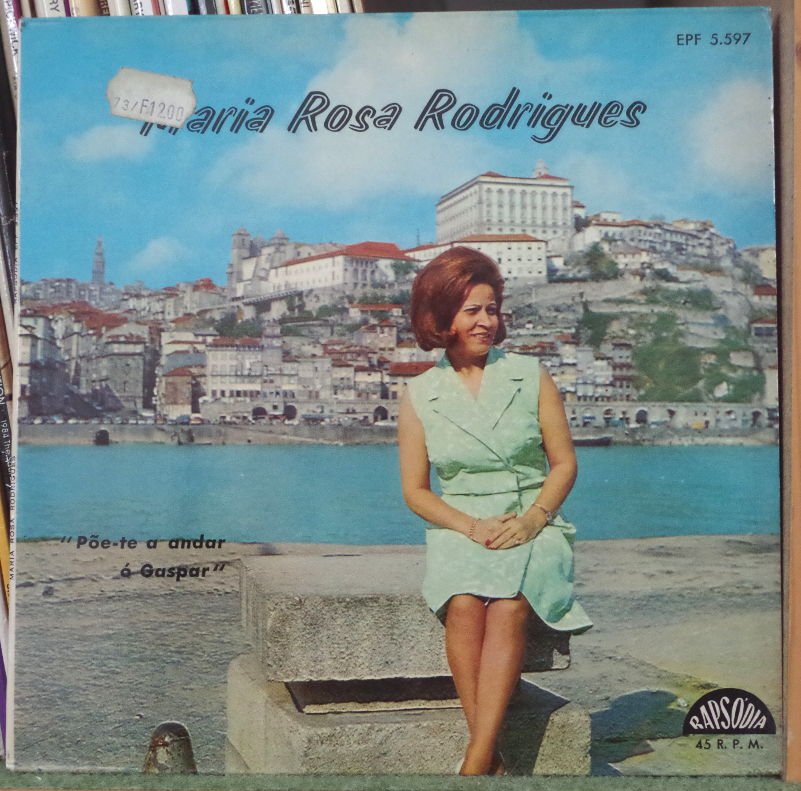 EPF 5.597
73/F1200
Maria Rosa Rodrigues
"Põe-te a andar
ó Gaspar"
RAPSÓDIA
45 R. P. M.